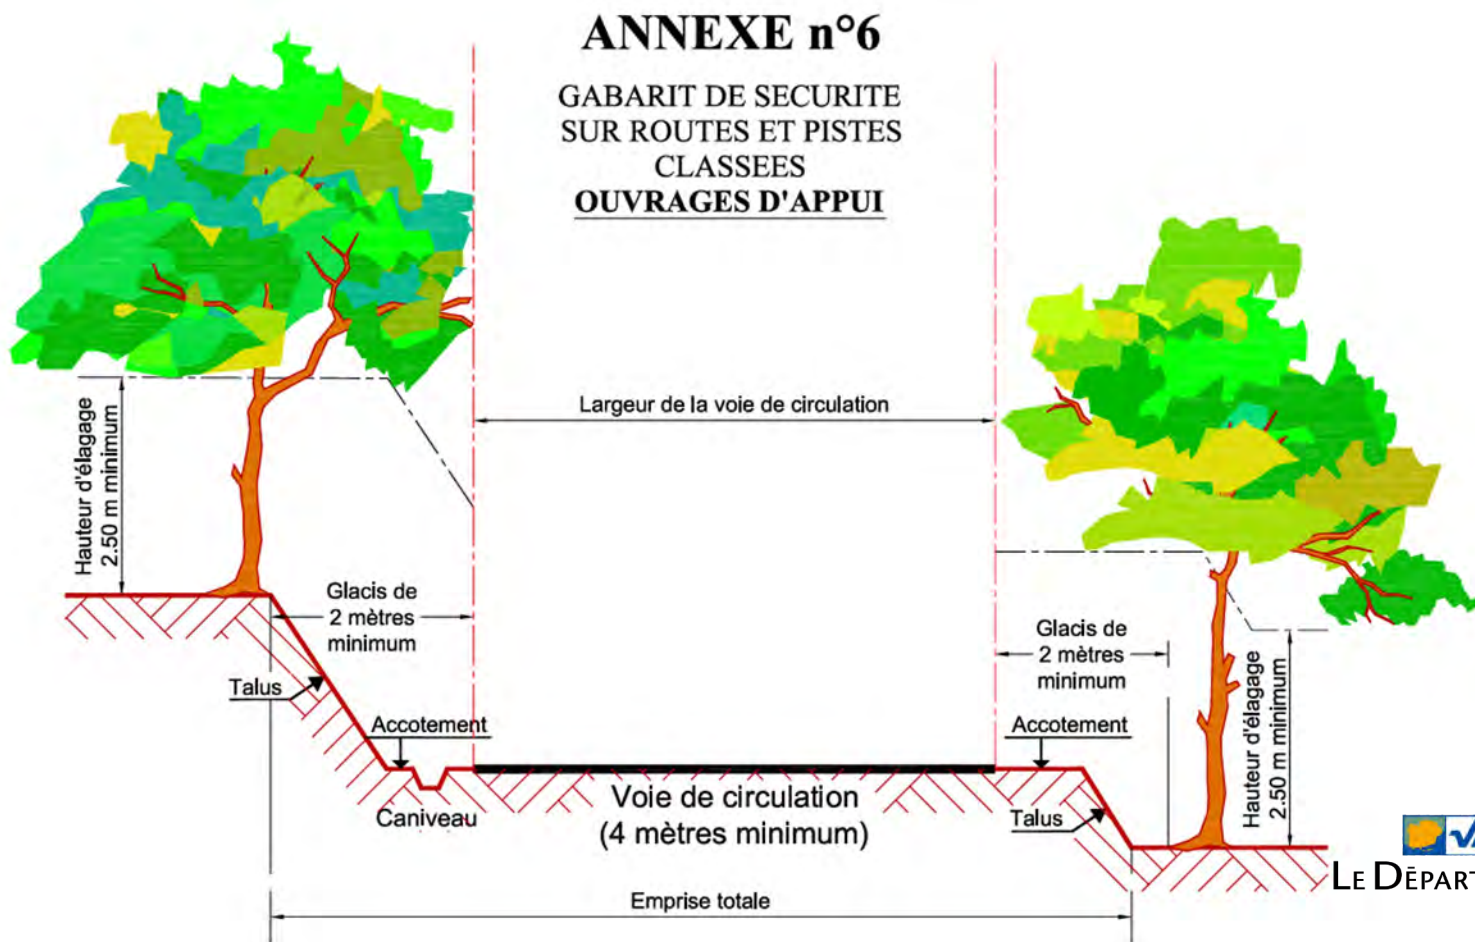 ANNEXE n°6
GABARIT DE SECURITE
SUR ROUTES ET PISTES
CLASSEES
OUVRAGES D'APPUI
Largeur de la voie de circulation
Hauteur d'élagage
2.50 m minimum
Glacis de
2 mètres
minimum
Talus
Accotement
Caniveau
Voie de circulation
(4 mètres minimum)
Glacis de
2 mètres
minimum
Accotement
Talus
Hauteur d'élagage
2.50 m minimum
Emprise totale
LE DÉPART